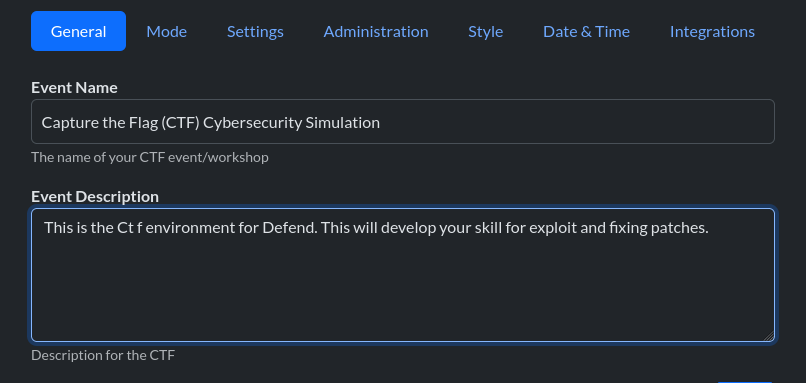 General Mode Settings Administration Style Date & Time Integrations
Event Name
Capture the Flag (CTF) Cybersecurity Simulation
The name of your CTF event/workshop
Event Description
This is the Ct f environment for Defend. This will develop your skill for exploit and fixing patches.
Description for the CTF